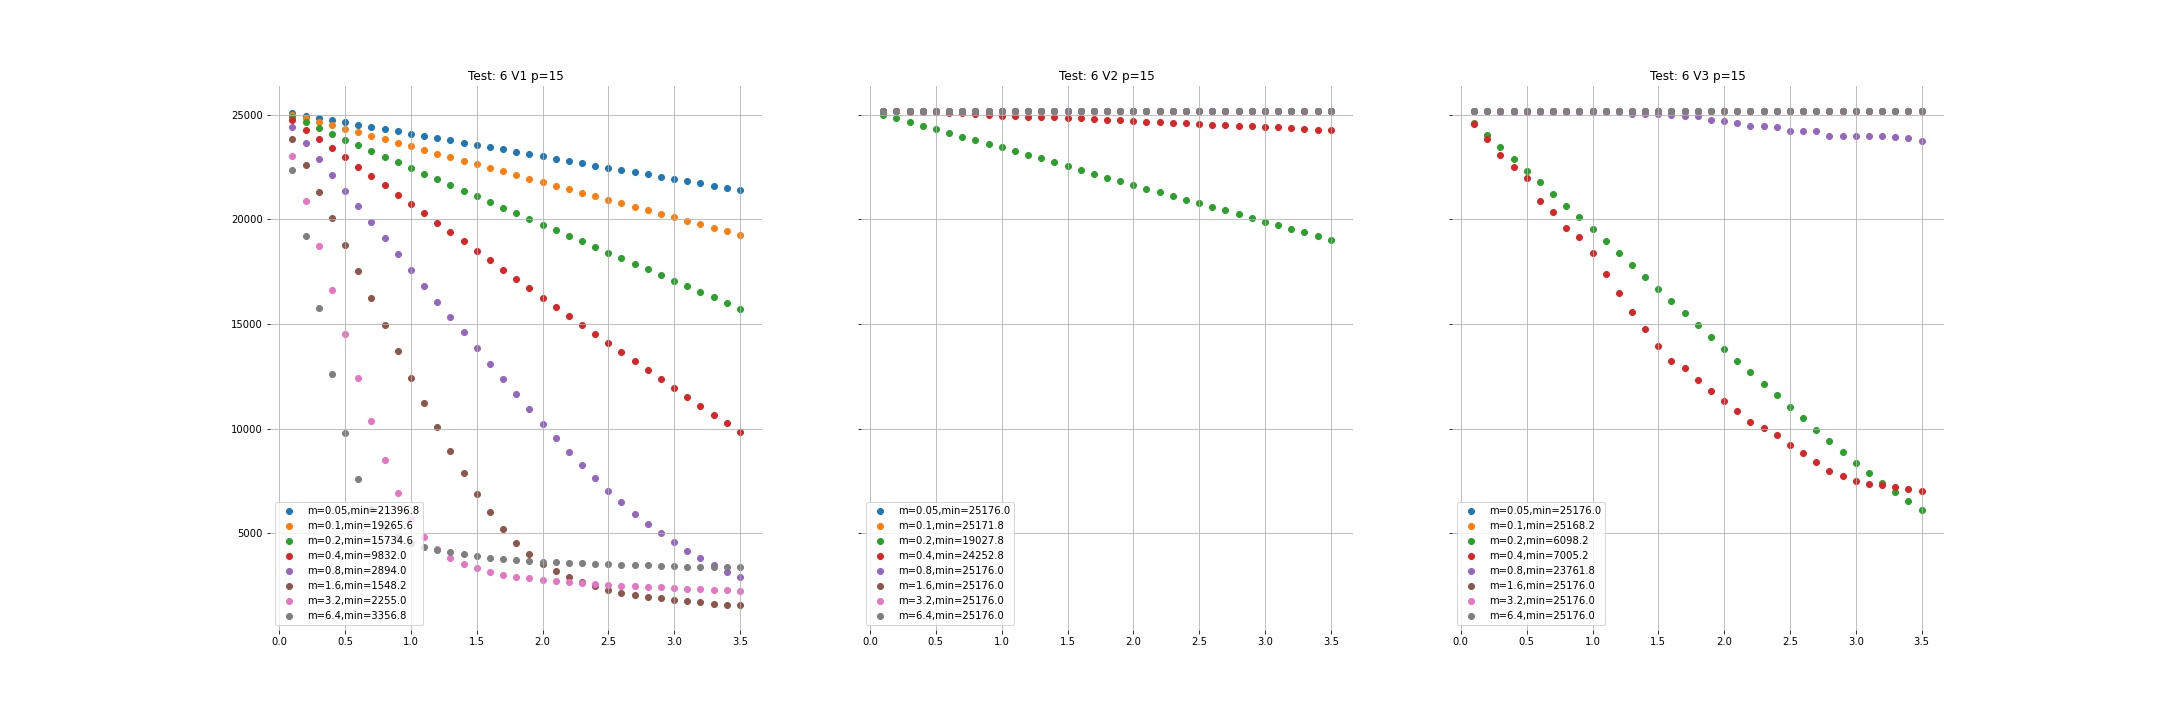 Test: 6 V1 p=15
25000
20000
15000
10000
5000
m=0.05,min=21396.8
m=0.1,min=19265.6
m=0.2,min=15734.6
m=0.4,min=9832.0
m=0.8,min=2894.0
m=1.6,min=1548.2
m=3.2,min=2255.0
m=6.4,min=3356.8
0.0 0.5 1.0 1.5 2.0 2.5 3.0 3.5
Test: 6 V2 p=15
m=0.05,min=25176.0
m=0.1,min=25171.8
m=0.2,min=19027.8
m=0.4,min=24252.8
m=0.8,min=25176.0
m=1.6,min=25176.0
m=3.2,min=25176.0
m=6.4,min=25176.0
0.0 0.5 1.0 1.5 2.0 2.5 3.0 3.5
Test: 6 V3 p=15
m=0.05,min=25176.0
m=0.1,min=25168.2
m=0.2,min=6098.2
m=0.4,min=7005.2
m=0.8,min=23761.8
m=1.6,min=25176.0
m=3.2,min=25176.0
m=6.4,min=25176.0
0.0 0.5 1.0 1.5 2.0 2.5 3.0 3.5